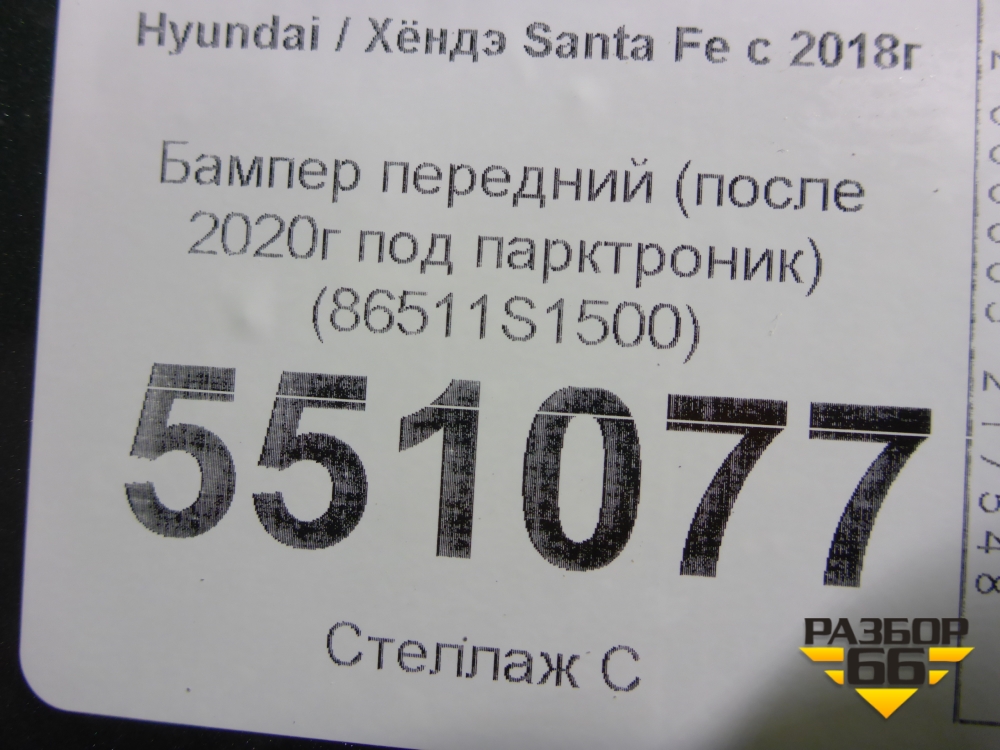 Hyundai / Хёндэ Santa Fe с 2018г
Бампер передний (после
2020г под парктроник)
(86511S1500)
551077
Стеллаж С
РАЗБОР
66